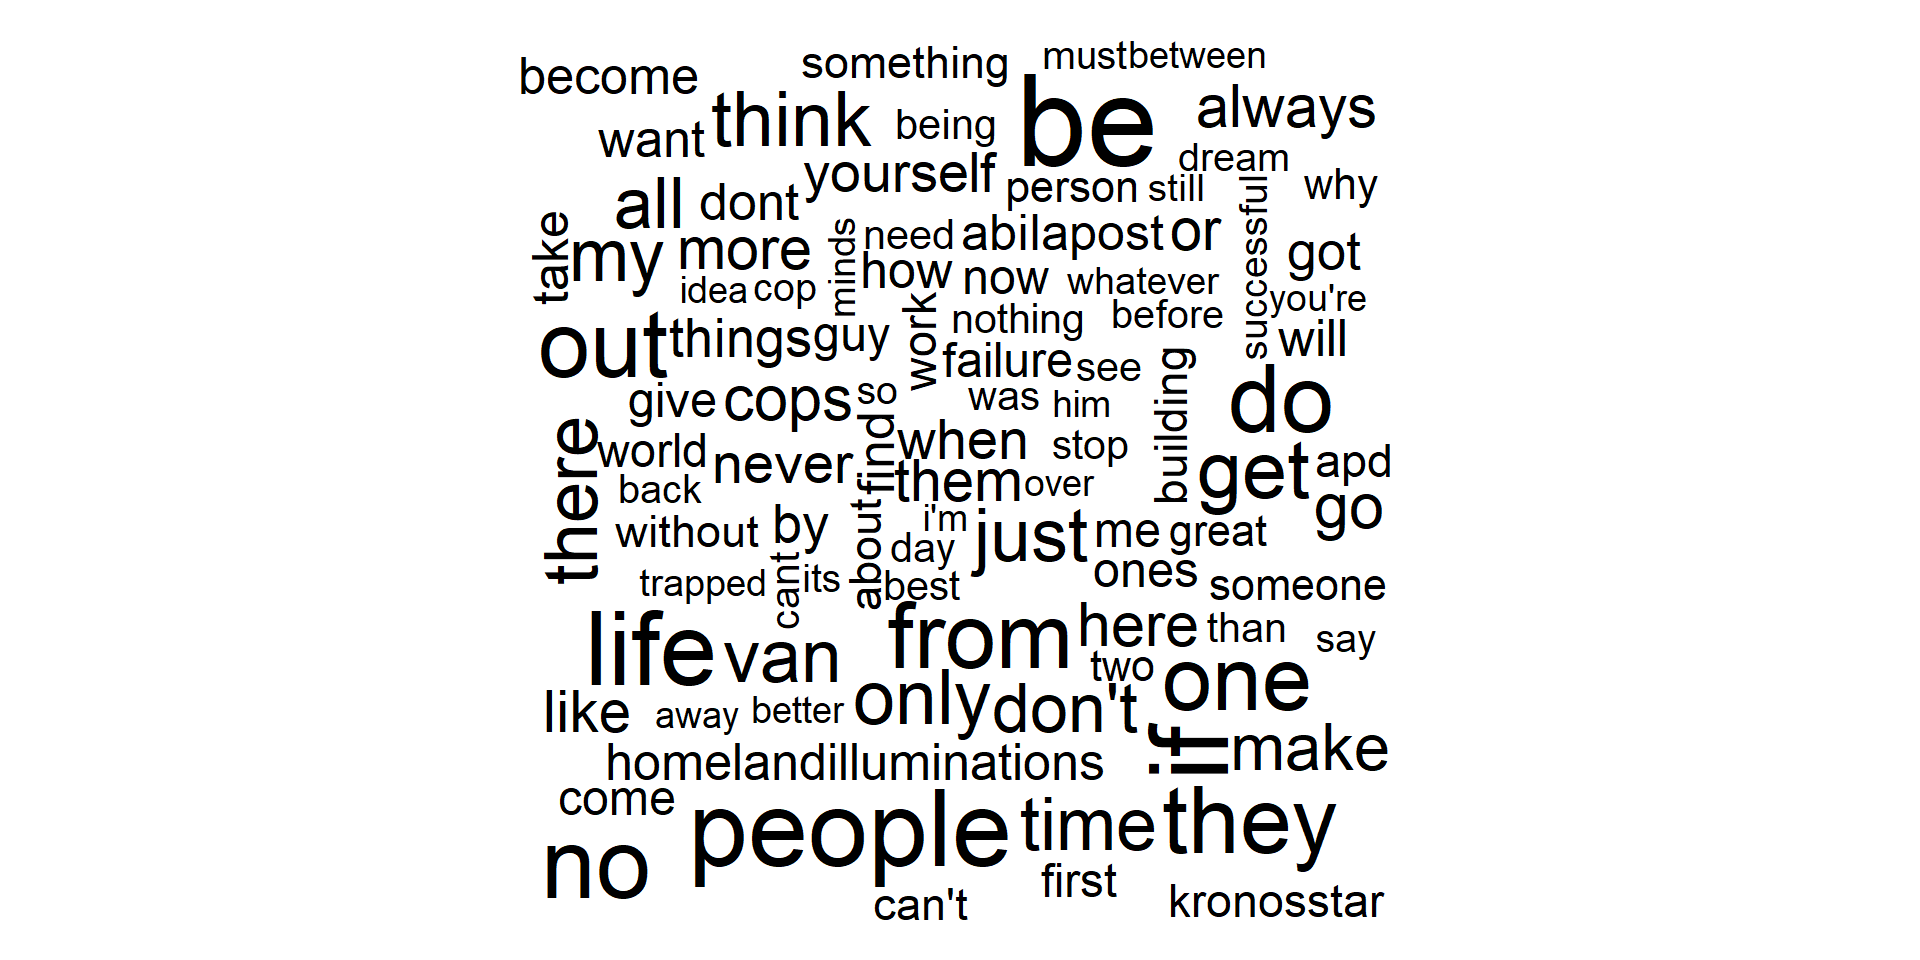 something mustbetween
become think being be always
want yourself dream
all dont person still why
take my more minds need abilapost or successful got
idea cop how now whatever you're
out things guy work nothing before will
failure see building
give cops so was him do
there world never find when stop get apd
back them over go
without by about i'm just me great
day ones
trapped cant its best someone
life van from here than say
two one
like away better only don't if make
homelandilluminations
come people time they
no first
can't kronosstar